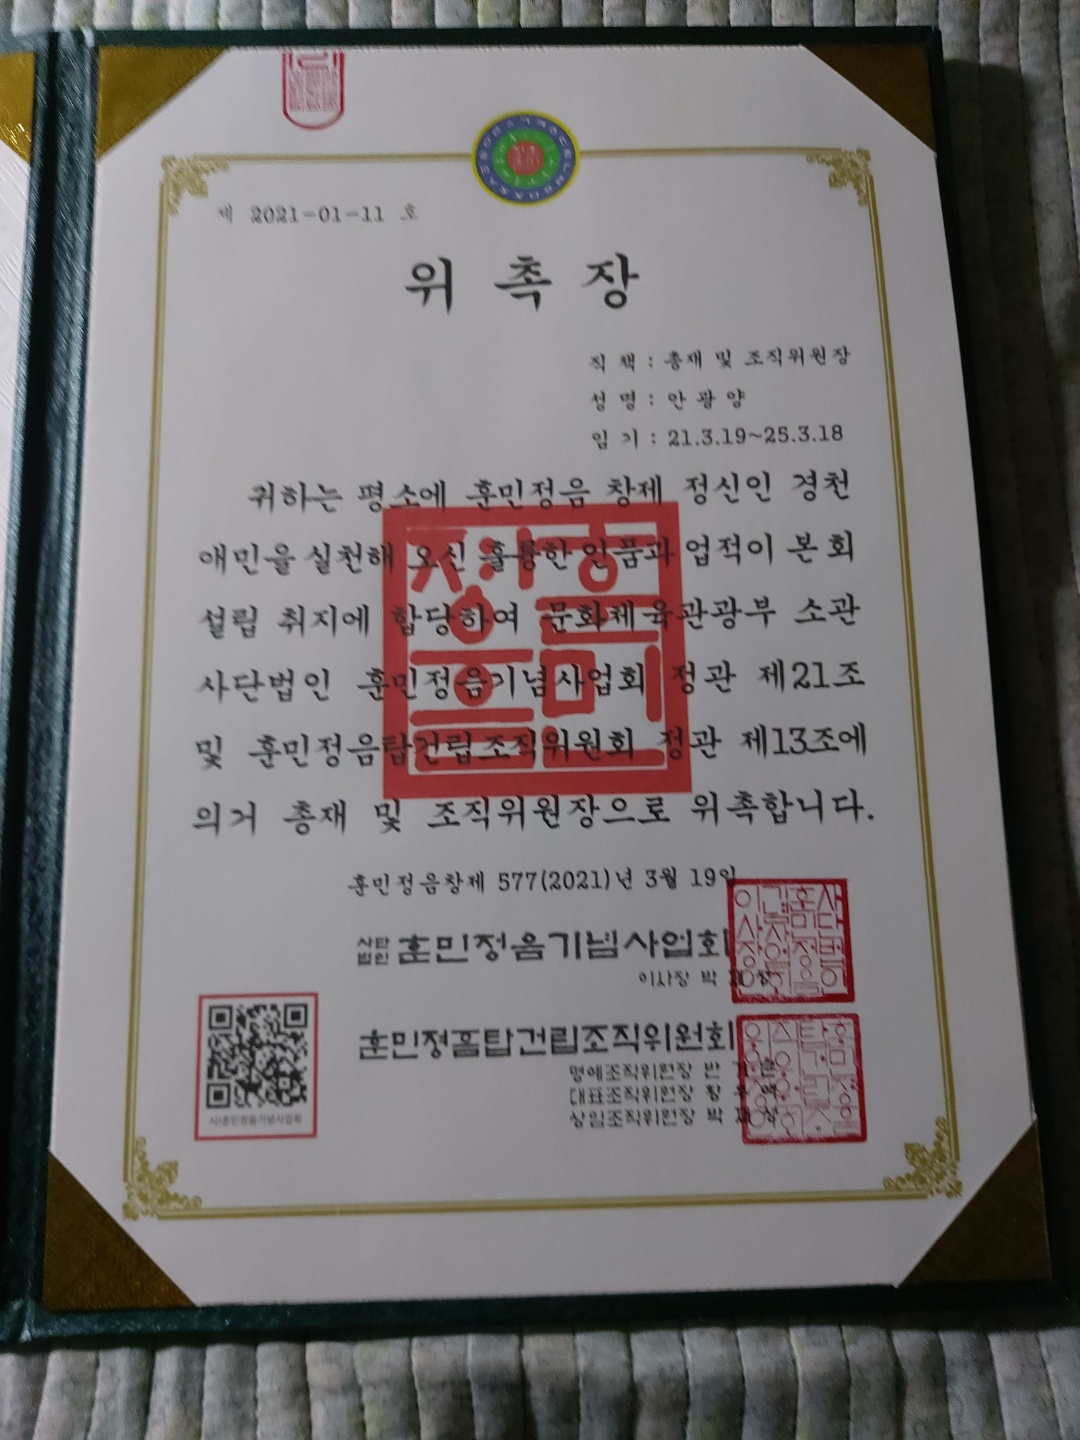 제 2021-01-11 호
위 촉 장
직 책 : 총재 및 조직위원장
성 명 : 안 광 양
임 기 : 21.3.19~25.3.18
귀하는 평소에 훈민정음 창제 정신인 경천
애민을 실천해 오신 훌륭한 인품과 업적이 본 회
설립 취지에 합당하여 문화체육관광부 소관
사단법인 훈민정음기념사업회 정관 제21조
및 훈민정음탑건립조직위원회 정관 제13조에
의거 총재 및 조직위원장으로 위촉합니다.
훈민정음창제 577(2021)년 3월 19일
사단법인 훈민정음기념사업회
이사장 박
훈민정음탑건립조직위원회
명예조직위원장 반
대표조직위원장 황
상임조직위원장 박
사)훈민정음기념사업회